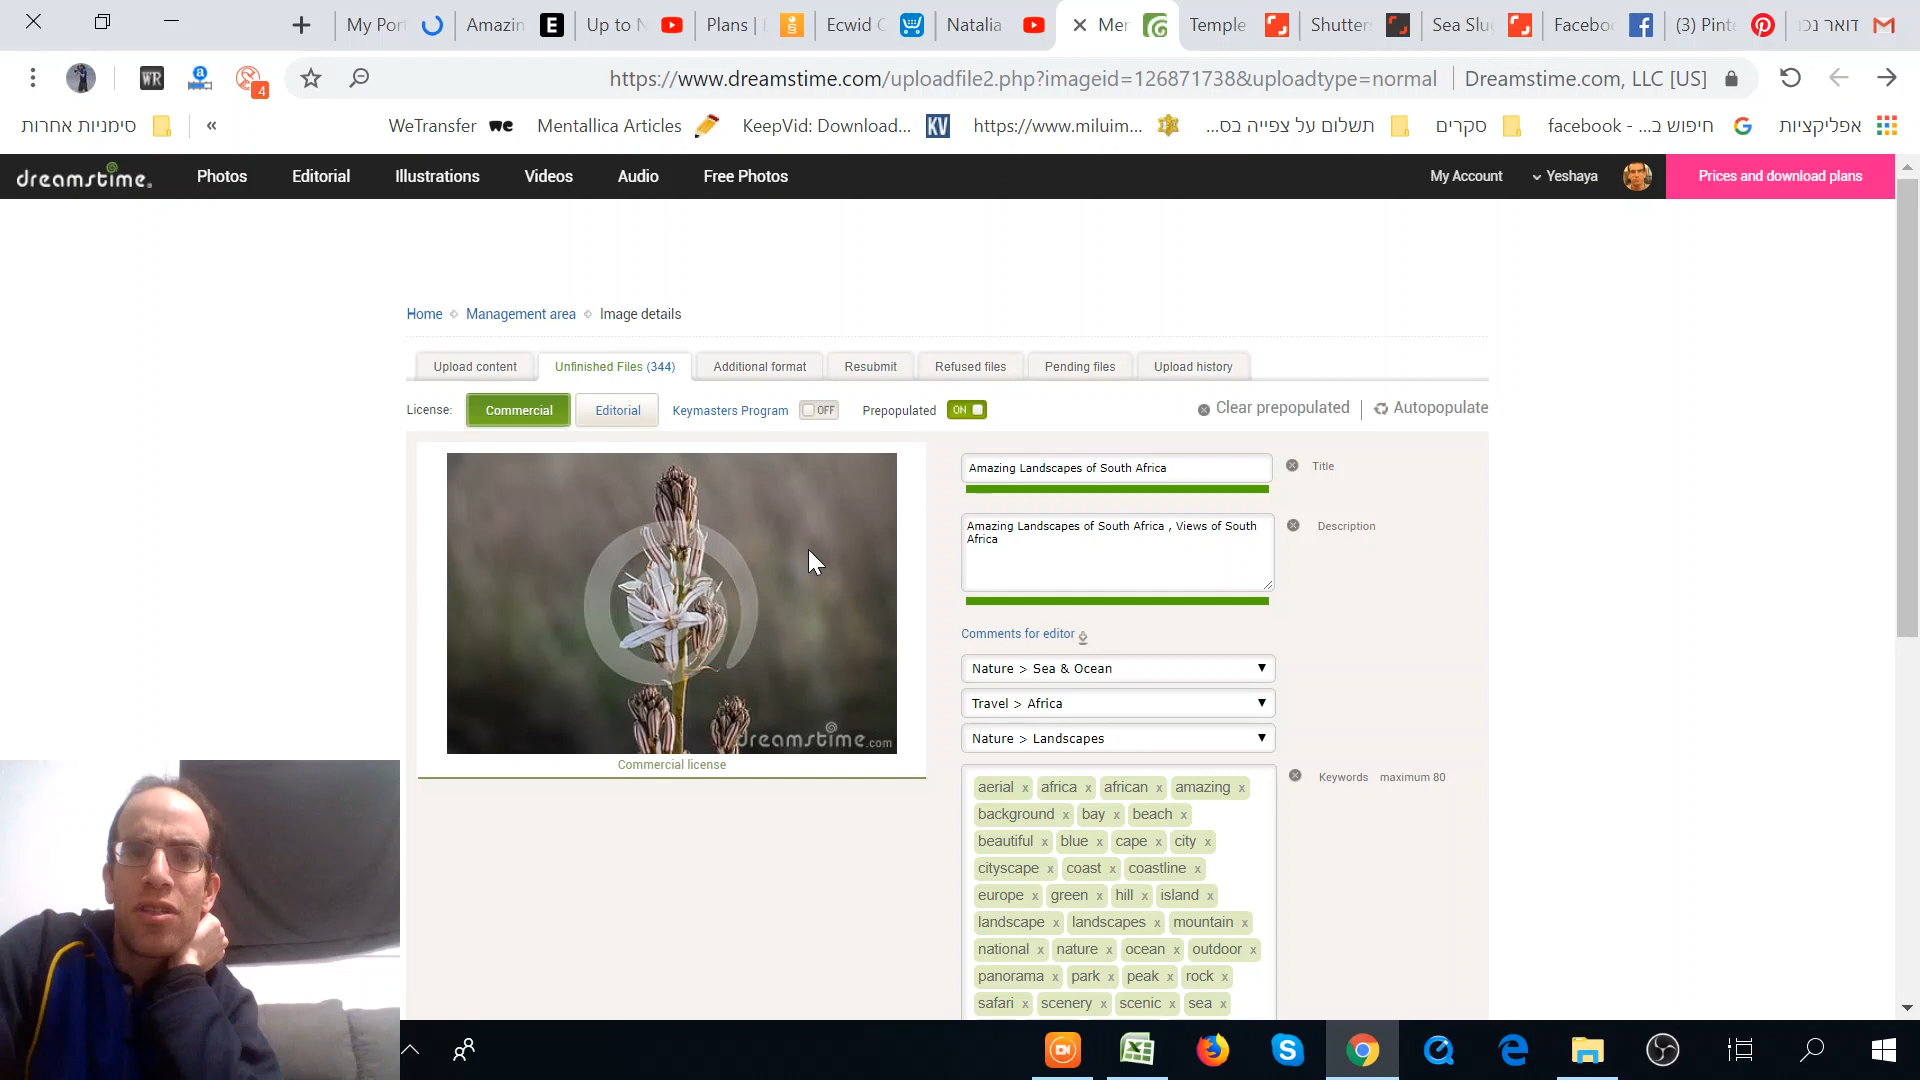 My Por
Amazin
Up to N
Plans |
Ecwid C
Natalia
Mer
Temple
Shutter
Sea Slu
Facebo
(3) Pint
דואר נכנ
4
https://www.dreamstime.com/uploadfile2.php?imageid=126871738&uploadtype=normal
Dreamstime.com, LLC [US]
סימניות אחרות
«
WeTransfer
Mentallica Articles
KeepVid: Download...
https://www.miluim...
תשלום על צפייה בס...
סקרים
facebook - ...חיפוש ב
אפליקציות
dreamstime.
Photos
Editorial
Illustrations
Videos
Audio
Free Photos
My Account
Yeshaya
Prices and download plans
Home
Management area
Image details
Upload content
Unfinished Files (344)
Additional format
Resubmit
Refused files
Pending files
Upload history
License:
Commercial
Editorial
Keymasters Program
OFF
Prepopulated
ON
Clear prepopulated
Autopopulate
Amazing Landscapes of South Africa
Title
Amazing Landscapes of South Africa , Views of South
Africa
Description
Comments for editor
Nature > Sea & Ocean
Travel > Africa
Nature > Landscapes
dreamstime.com
Commercial license
Keywords maximum 80
aerial x africa x african x amazing x
background x bay x beach x
beautiful x blue x cape x city x
cityscape x coast x coastline x
europe x green x hill x island x
landscape x landscapes x mountain x
national x nature x ocean x outdoor x
panorama x park x peak x rock x
safari x scenery x scenic x sea x